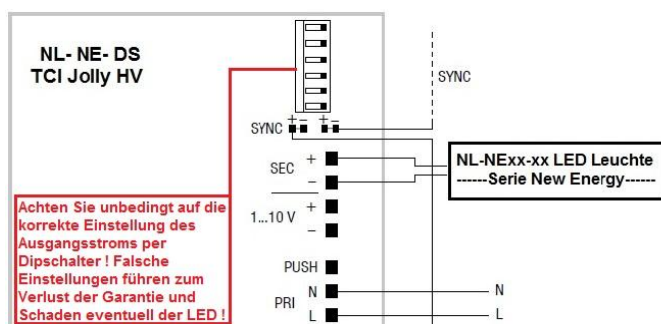 NL- NE- DS
TCI Jolly HV
SYNC
+ - + -
SYNC
SEC
+
-
NL-NExx-xx LED Leuchte
------Serie New Energy-----
1...10 V
+
-
Achten Sie unbedingt auf die
korrekte Einstellung des
Ausgangsstroms per
Dipschalter ! Falsche
Einstellungen führen zum
Verlust der Garantie und
Schaden eventuell der LED !
PUSH
PRI
N
L
N
L